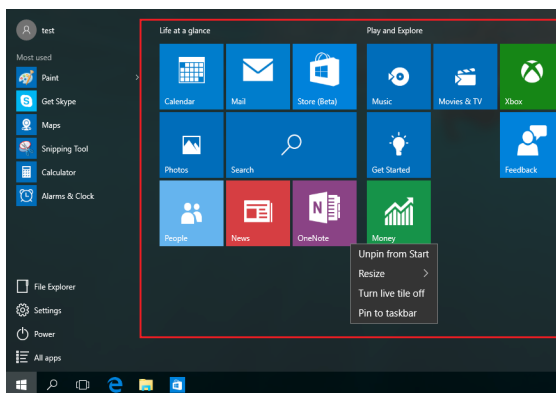 test
Most used
Paint
Get Skype
Maps
Snipping Tool
Calculator
Alarms & Clock
File Explorer
Settings
Power
All apps
Life at a glance
Calendar
Mail
Store (Beta)
Photos
Search
People
News
OneNote
Play and Explore
Music
Movies & TV
Xbox
Get Started
Feedback
Money
Unpin from Start
Resize
Turn live tile off
Pin to taskbar